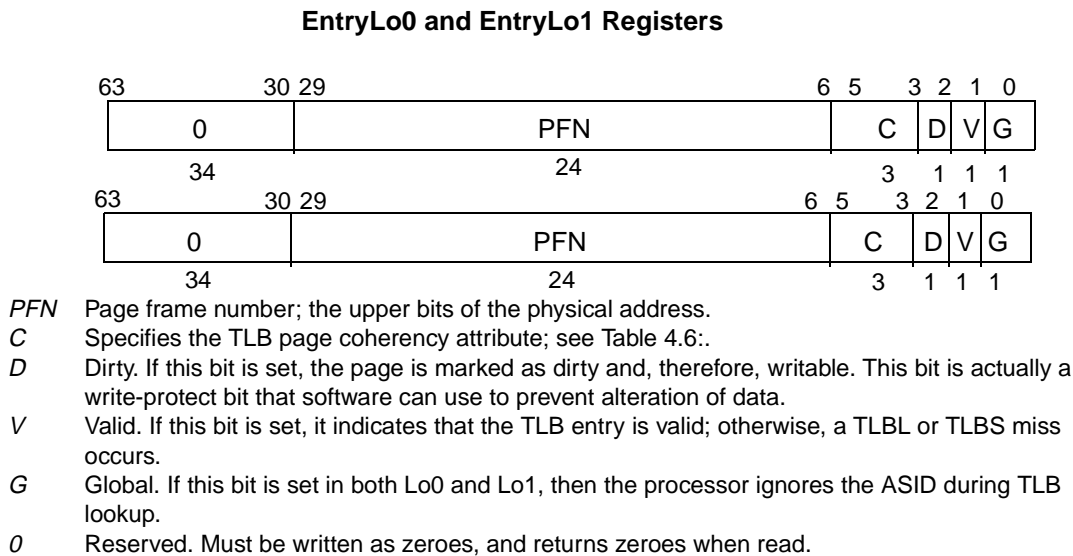 EntryLo0 and EntryLo1 Registers
63 30 29 6 5 3 2 1 0
0 PFN C D V G
34 24 3 1 1 1
63 30 29 6 5 3 2 1 0
0 PFN C D V G
34 24 3 1 1 1
PFN Page frame number; the upper bits of the physical address.
C Specifies the TLB page coherency attribute; see Table 4.6:.
D Dirty. If this bit is set, the page is marked as dirty and, therefore, writable. This bit is actually a
write-protect bit that software can use to prevent alteration of data.
V Valid. If this bit is set, it indicates that the TLB entry is valid; otherwise, a TLBL or TLBS miss
occurs.
G Global. If this bit is set in both Lo0 and Lo1, then the processor ignores the ASID during TLB
lookup.
0 Reserved. Must be written as zeroes, and returns zeroes when read.